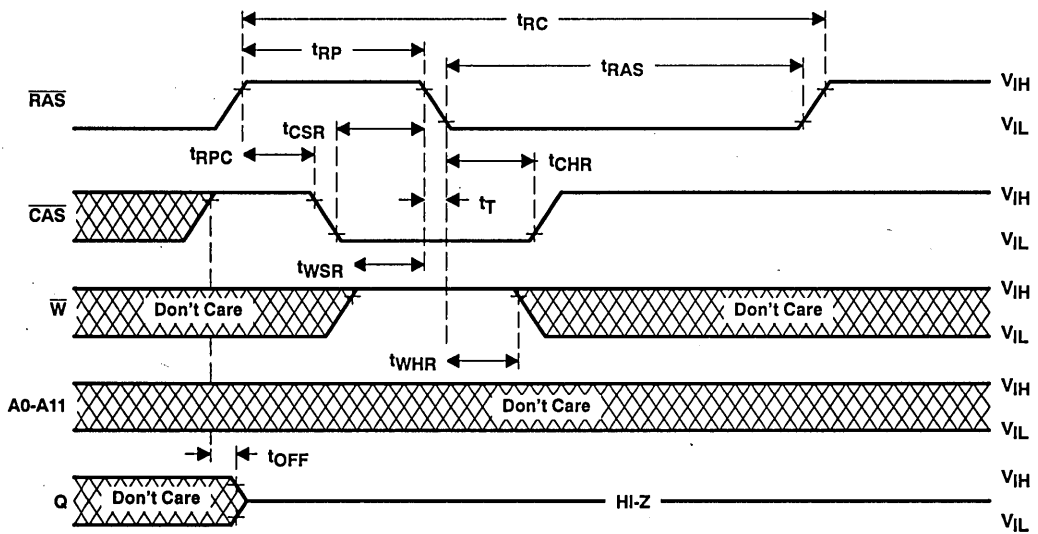 tRC
tRP
tRAS
RAS
VIH
VIL
tCSR
tRPC
tCHR
CAS
VIH
tT
VIL
tWSR
W
Don't Care
Don't Care
VIH
VIL
tWHR
A0-A11
Don't Care
VIH
VIL
tOFF
Q
Don't Care
HI-Z
VIH
VIL